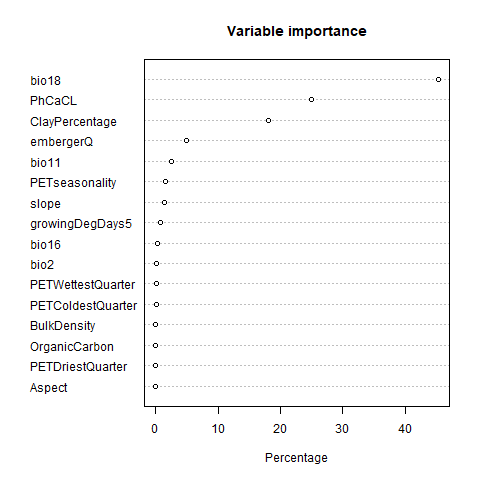 Variable importance
bio18
PhCaCL
ClayPercentage
embergerQ
bio11
PETseasonality
slope
growingDegDays5
bio16
bio2
PETWettestQuarter
PETColdestQuarter
BulkDensity
OrganicCarbon
PETDriestQuarter
Aspect
0 10 20 30 40
Percentage